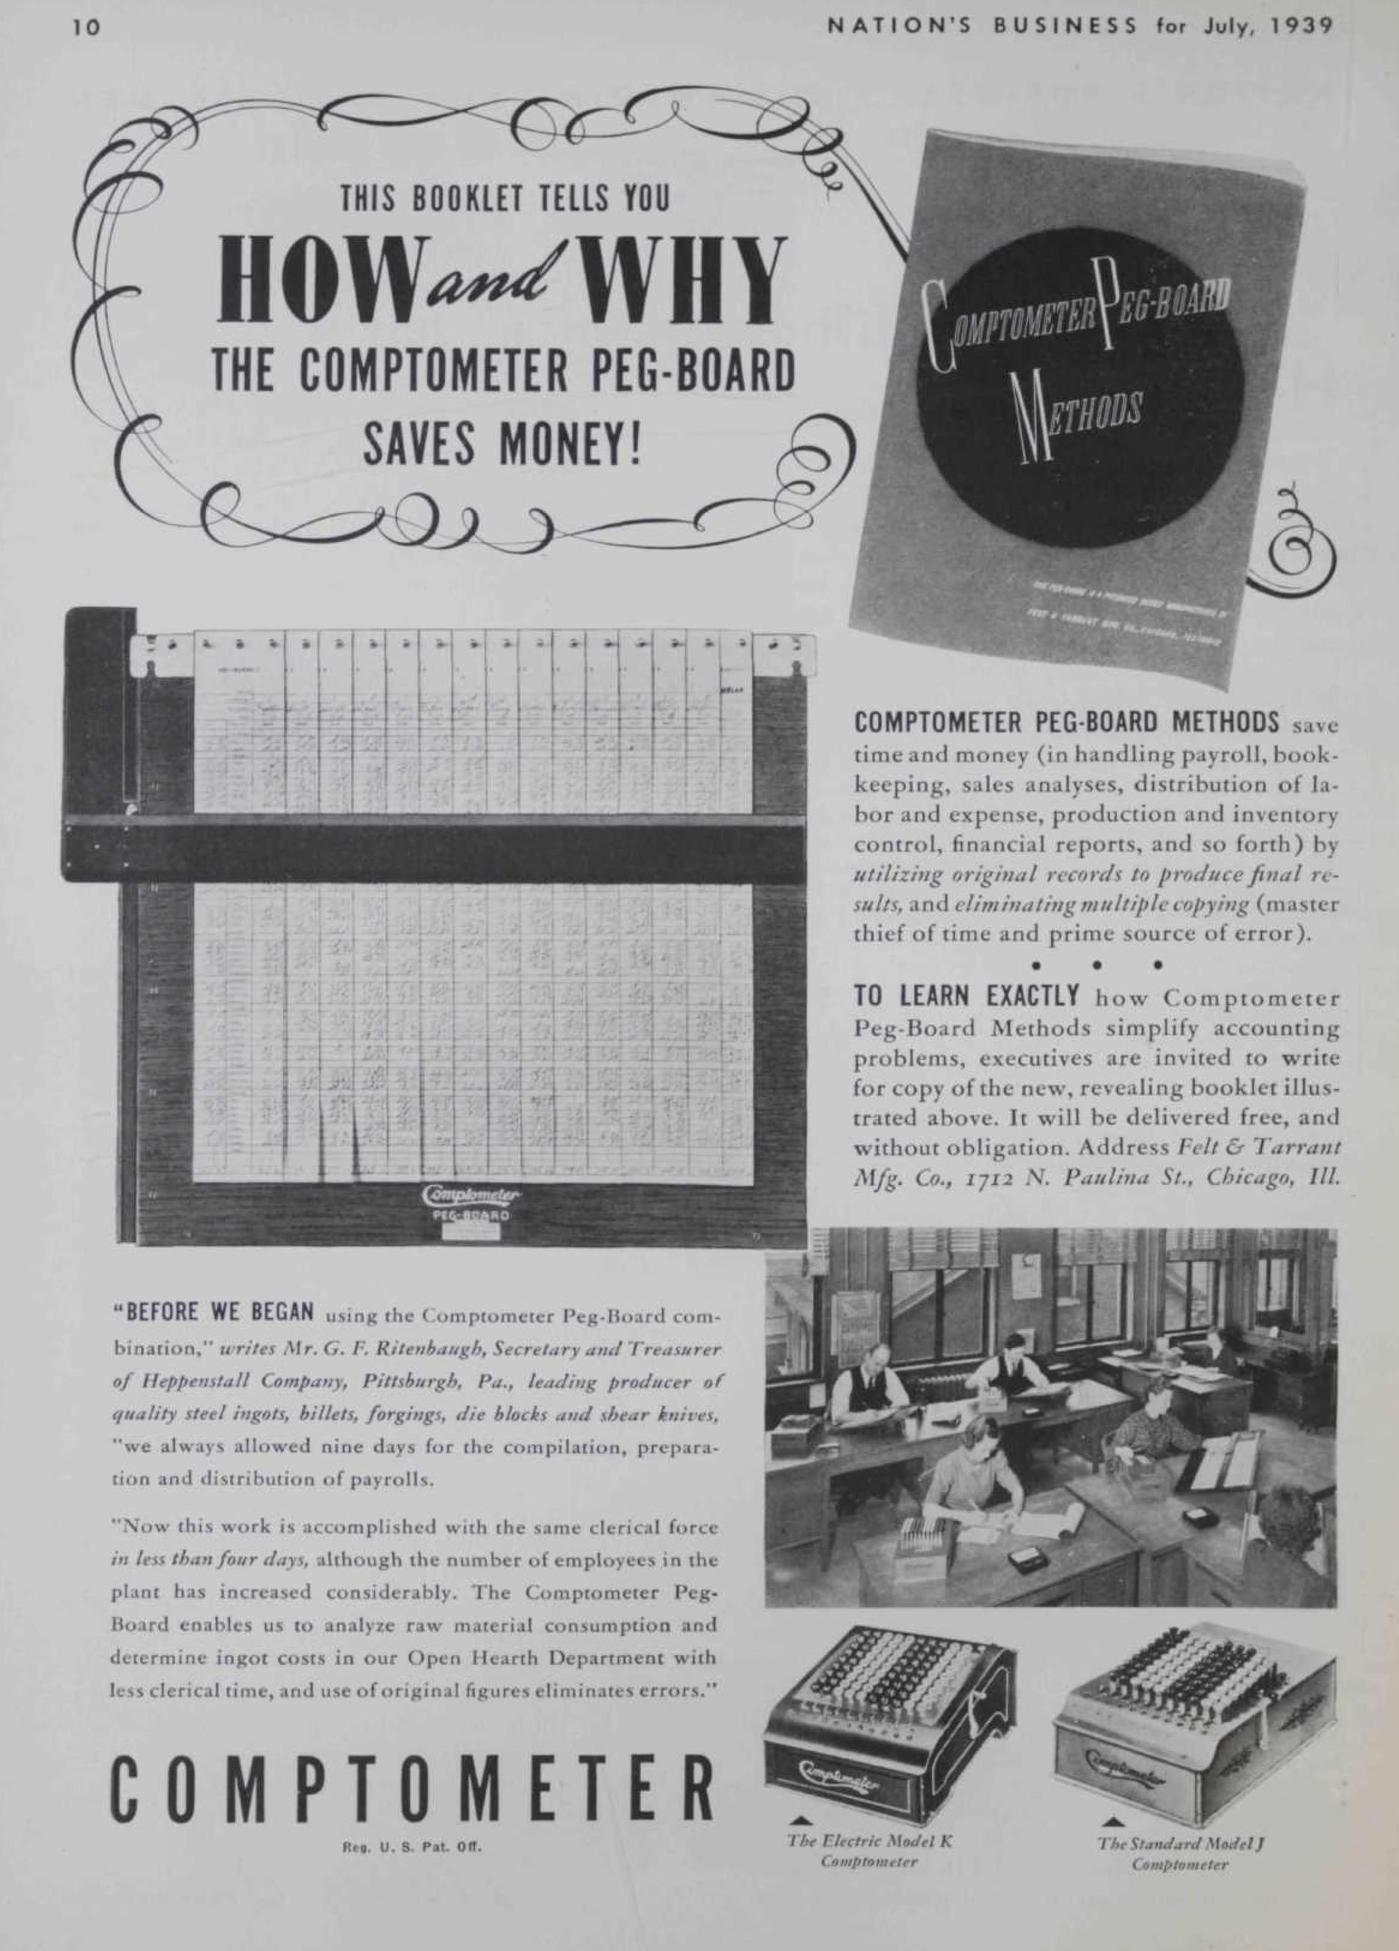 10
NATION'S BUSINESS for July, 1939
THIS BOOKLET TELLS YOU
HOW and WHY
THE COMPTOMETER PEG-BOARD
SAVES MONEY!
COMPTOMETER PEG-BOARD
METHODS
COMPTOMETER PEG-BOARD METHODS save
time and money (in handling payroll, book-
keeping, sales analyses, distribution of la-
bor and expense, production and inventory
control, financial reports, and so forth) by
utilizing original records to produce final re-
sults, and eliminating multiple copying (master
thief of time and prime source of error).
• • •
TO LEARN EXACTLY how Comptometer
Peg-Board Methods simplify accounting
problems, executives are invited to write
for copy of the new, revealing booklet illus-
trated above. It will be delivered free, and
without obligation. Address Felt & Tarrant
Mfg. Co., 1712 N. Paulina St., Chicago, Ill.
Comptometer
PEG-BOARD
"BEFORE WE BEGAN using the Comptometer Peg-Board com-
bination," writes Mr. G. F. Ritenbaugh, Secretary and Treasurer
of Heppenstall Company, Pittsburgh, Pa., leading producer of
quality steel ingots, billets, forgings, die blocks and shear knives,
"we always allowed nine days for the compilation, prepara-
tion and distribution of payrolls.
"Now this work is accomplished with the same clerical force
in less than four days, although the number of employees in the
plant has increased considerably. The Comptometer Peg-
Board enables us to analyze raw material consumption and
determine ingot costs in our Open Hearth Department with
less clerical time, and use of original figures eliminates errors."
COMPTOMETER
Reg. U. S. Pat. Off.
Comptometer
Comptometer
The Electric Model K
Comptometer
The Standard Model J
Comptometer